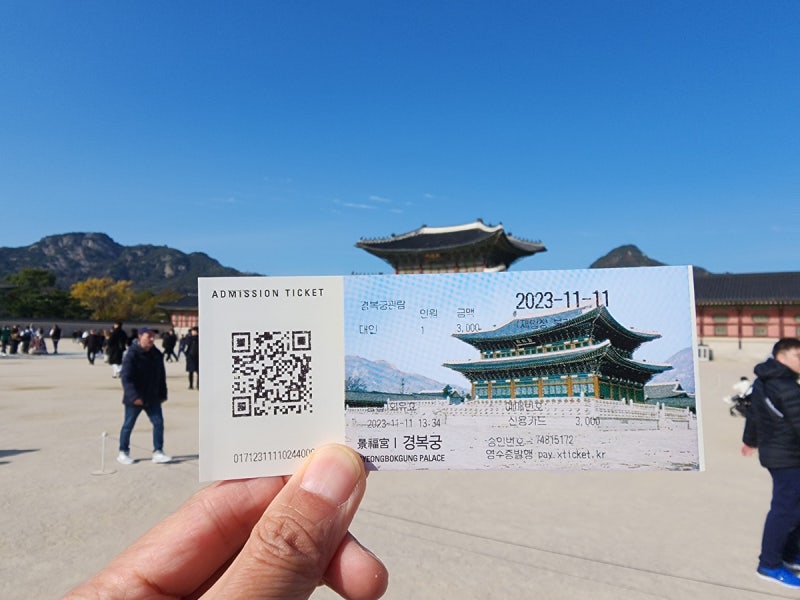 ADMISSION TICKET
경복궁관람 인원 금액
2023-11-11
대인 1 3,000
2023-11-11 13:34
신용카드 3,000
景福宮 | 경복궁
승인번호 : 74815172
YEONGBOKGUNG PALACE
영수증발행 pay.xticket.kr